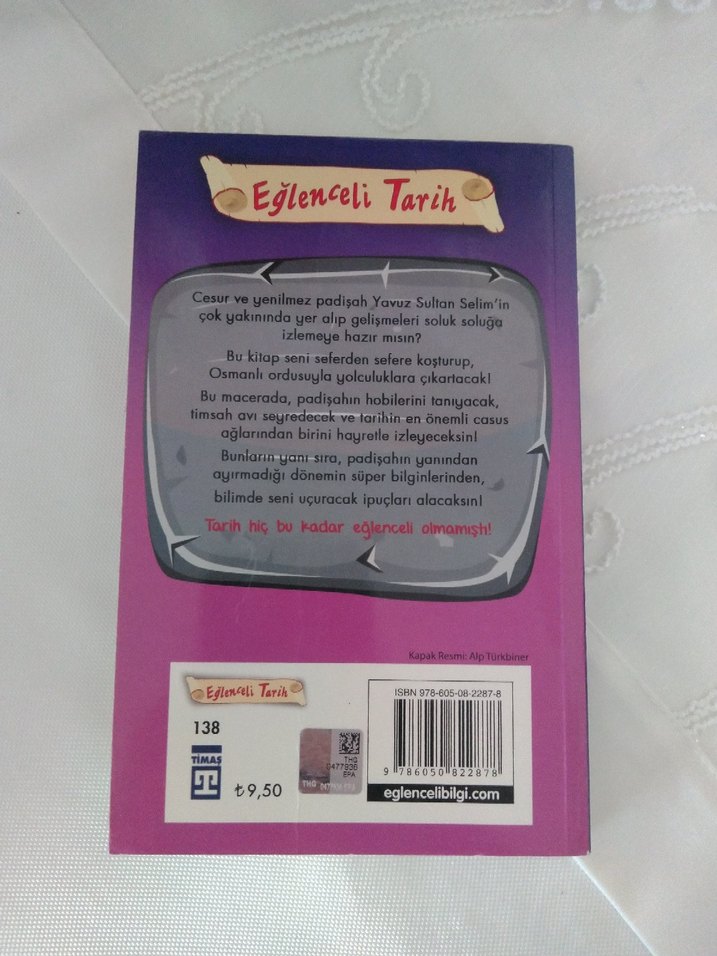 Eğlenceli Tarih
Cesur ve yenilmez padişah Yavuz Sultan Selim'in
çok yakınında yer alıp gelişmeleri soluk soluğa
izlemeye hazır mısın?
Bu kitap seni seferden sefere koşturup,
Osmanlı ordusuyla yolculuklara çıkartacak!
Bu macerada, padişahın hobilerini tanıyacak,
timsah avı seyredecek ve tarihin en önemli casus
ağlarından birini hayretle izleyeceksin!
Bunların yanı sıra, padişahın yanından
ayırmadığı dönemin süper bilginlerinden,
bilimde seni uçuracak ipuçları alacaksın!
Tarih hiç bu kadar eğlenceli olmamıştı!
Kapak Resmi: Alp Türkbiner
Eğlenceli Tarih
138
TİMAŞ
₺9,50
THG
0477936
EPA
THG
ISBN 978-605-08-2287-8
9 786050 822878
eglencelibilgi.com